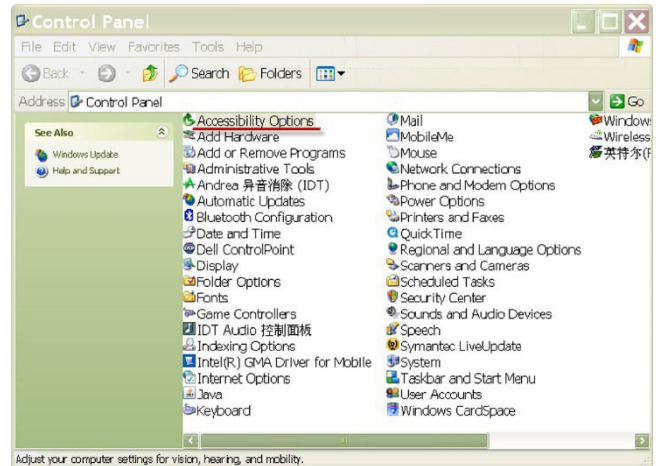 Control Panel
File Edit View Favorites Tools Help
Back Search Folders
Address Control Panel Go
See Also
Windows Update
Help and Support
Accessibility Options
Add Hardware
Add or Remove Programs
Administrative Tools
Andrea 异音消除 (IDT)
Automatic Updates
Bluetooth Configuration
Date and Time
Dell ControlPoint
Display
Folder Options
Fonts
Game Controllers
IDT Audio 控制面板
Indexing Options
Intel(R) GMA Driver for Mobile
Internet Options
Java
Keyboard
Mail
MobileMe
Mouse
Network Connections
Phone and Modem Options
Power Options
Printers and Faxes
QuickTime
Regional and Language Options
Scanners and Cameras
Scheduled Tasks
Security Center
Sounds and Audio Devices
Speech
Symantec LiveUpdate
System
Taskbar and Start Menu
User Accounts
Windows CardSpace
Window
Wireless
英特尔(
Adjust your computer settings for vision, hearing, and mobility.